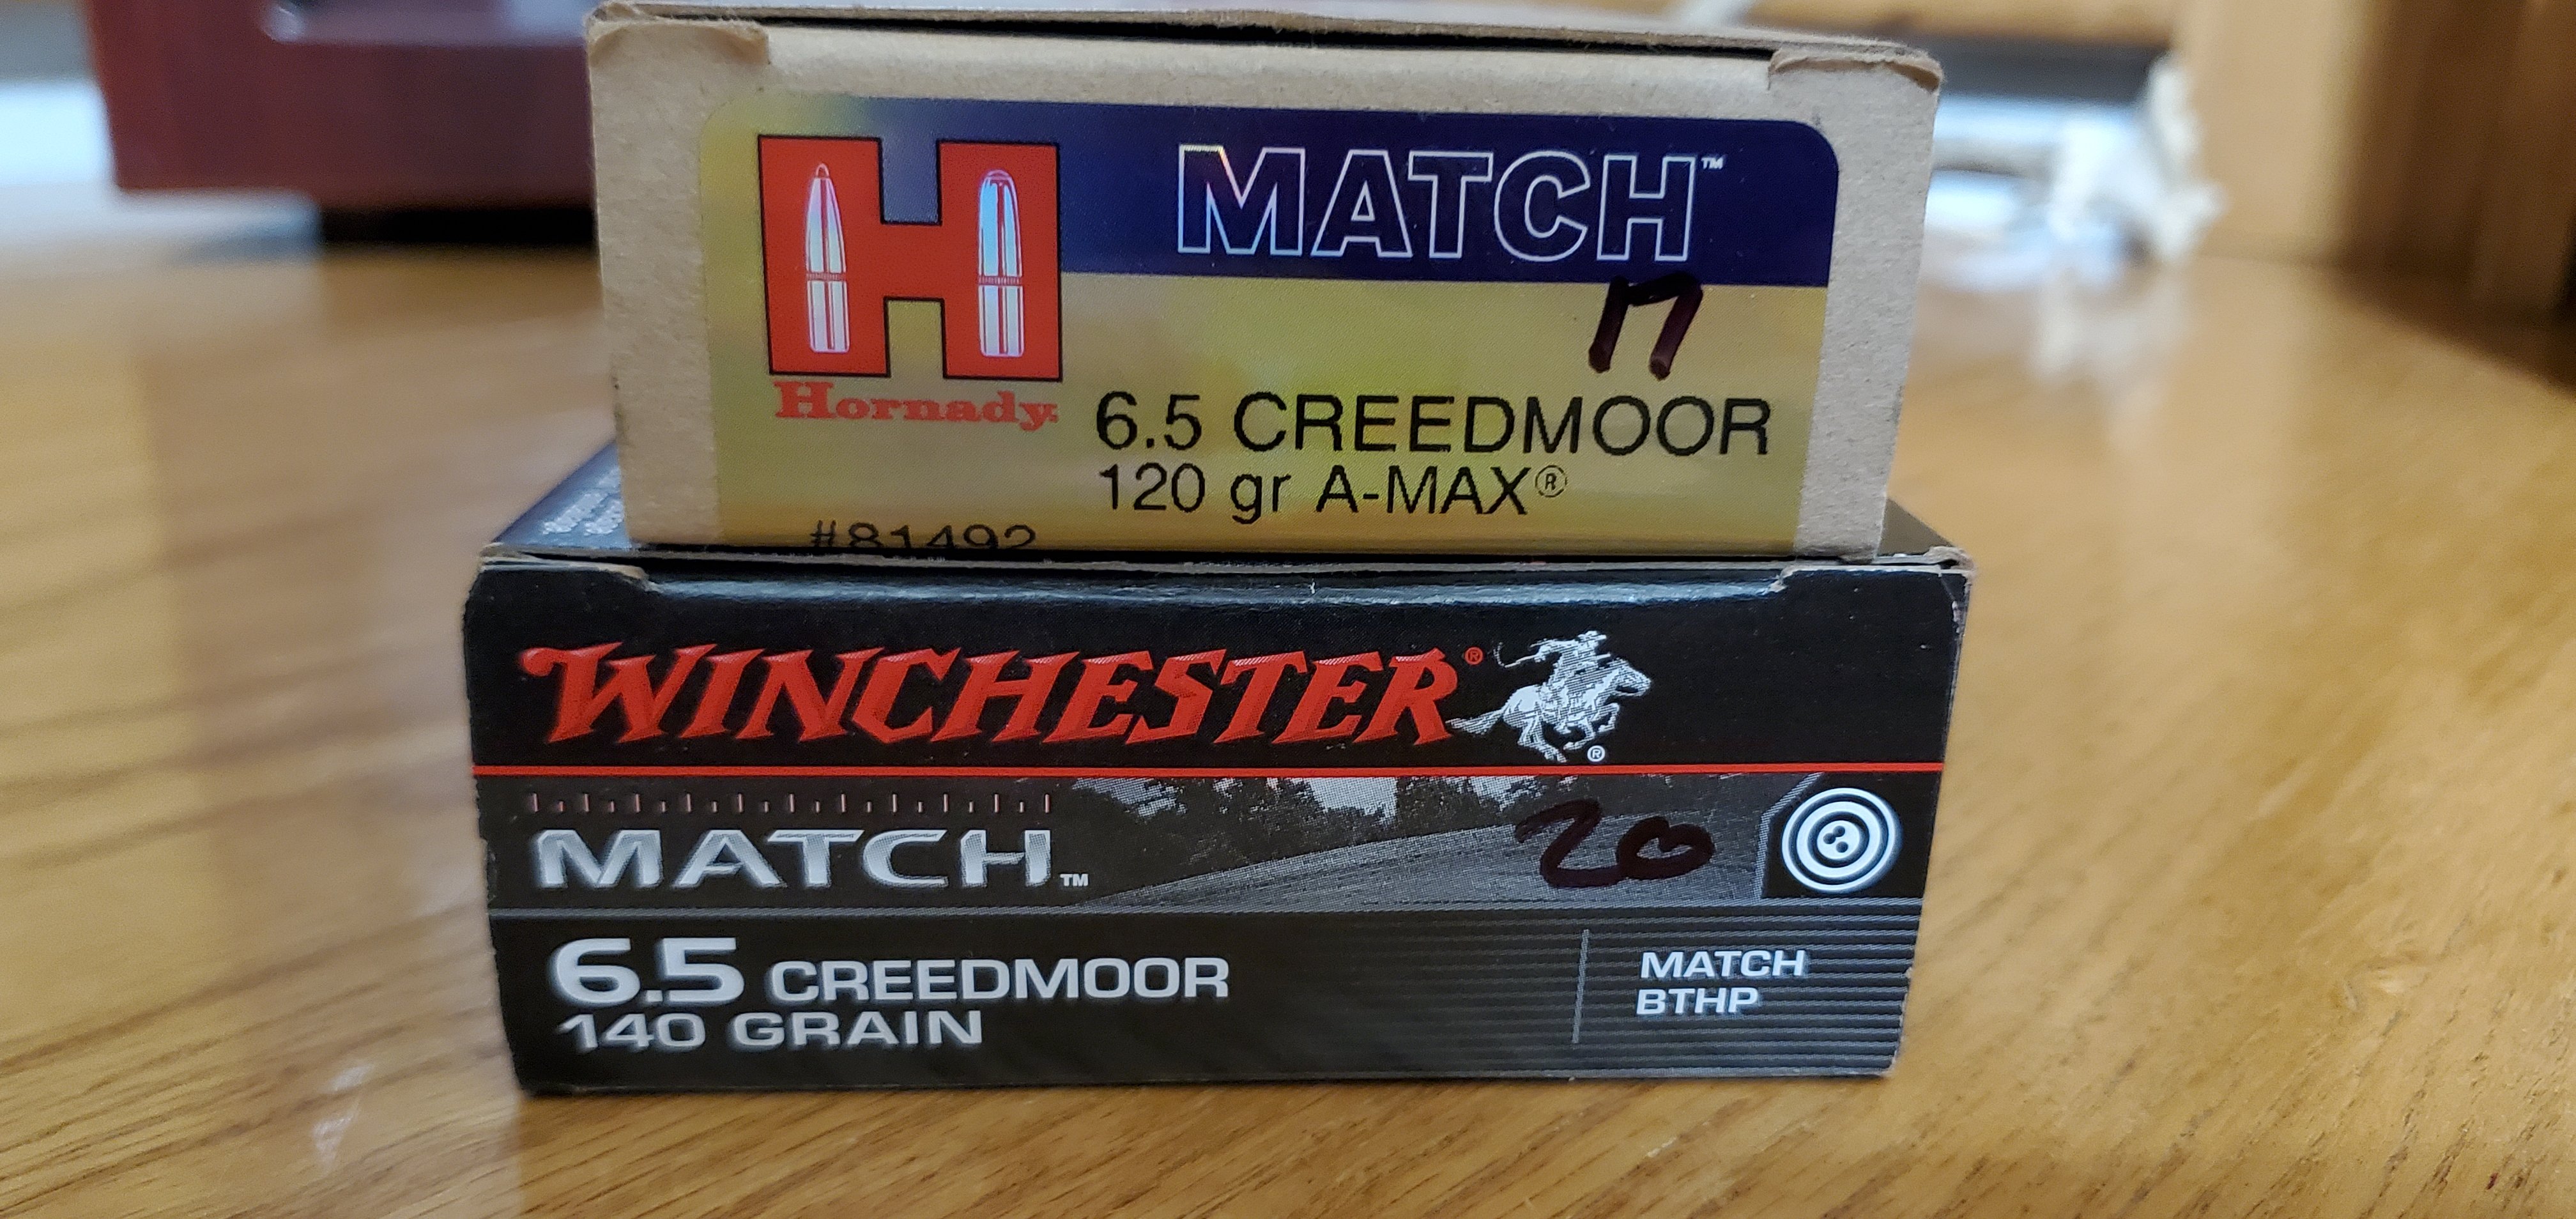 MATCH™
17
Hornady®
6.5 CREEDMOOR
120 gr A-MAX®
#81492
WINCHESTER®
MATCH™
20
6.5 CREEDMOOR
140 GRAIN
MATCH
BTHP